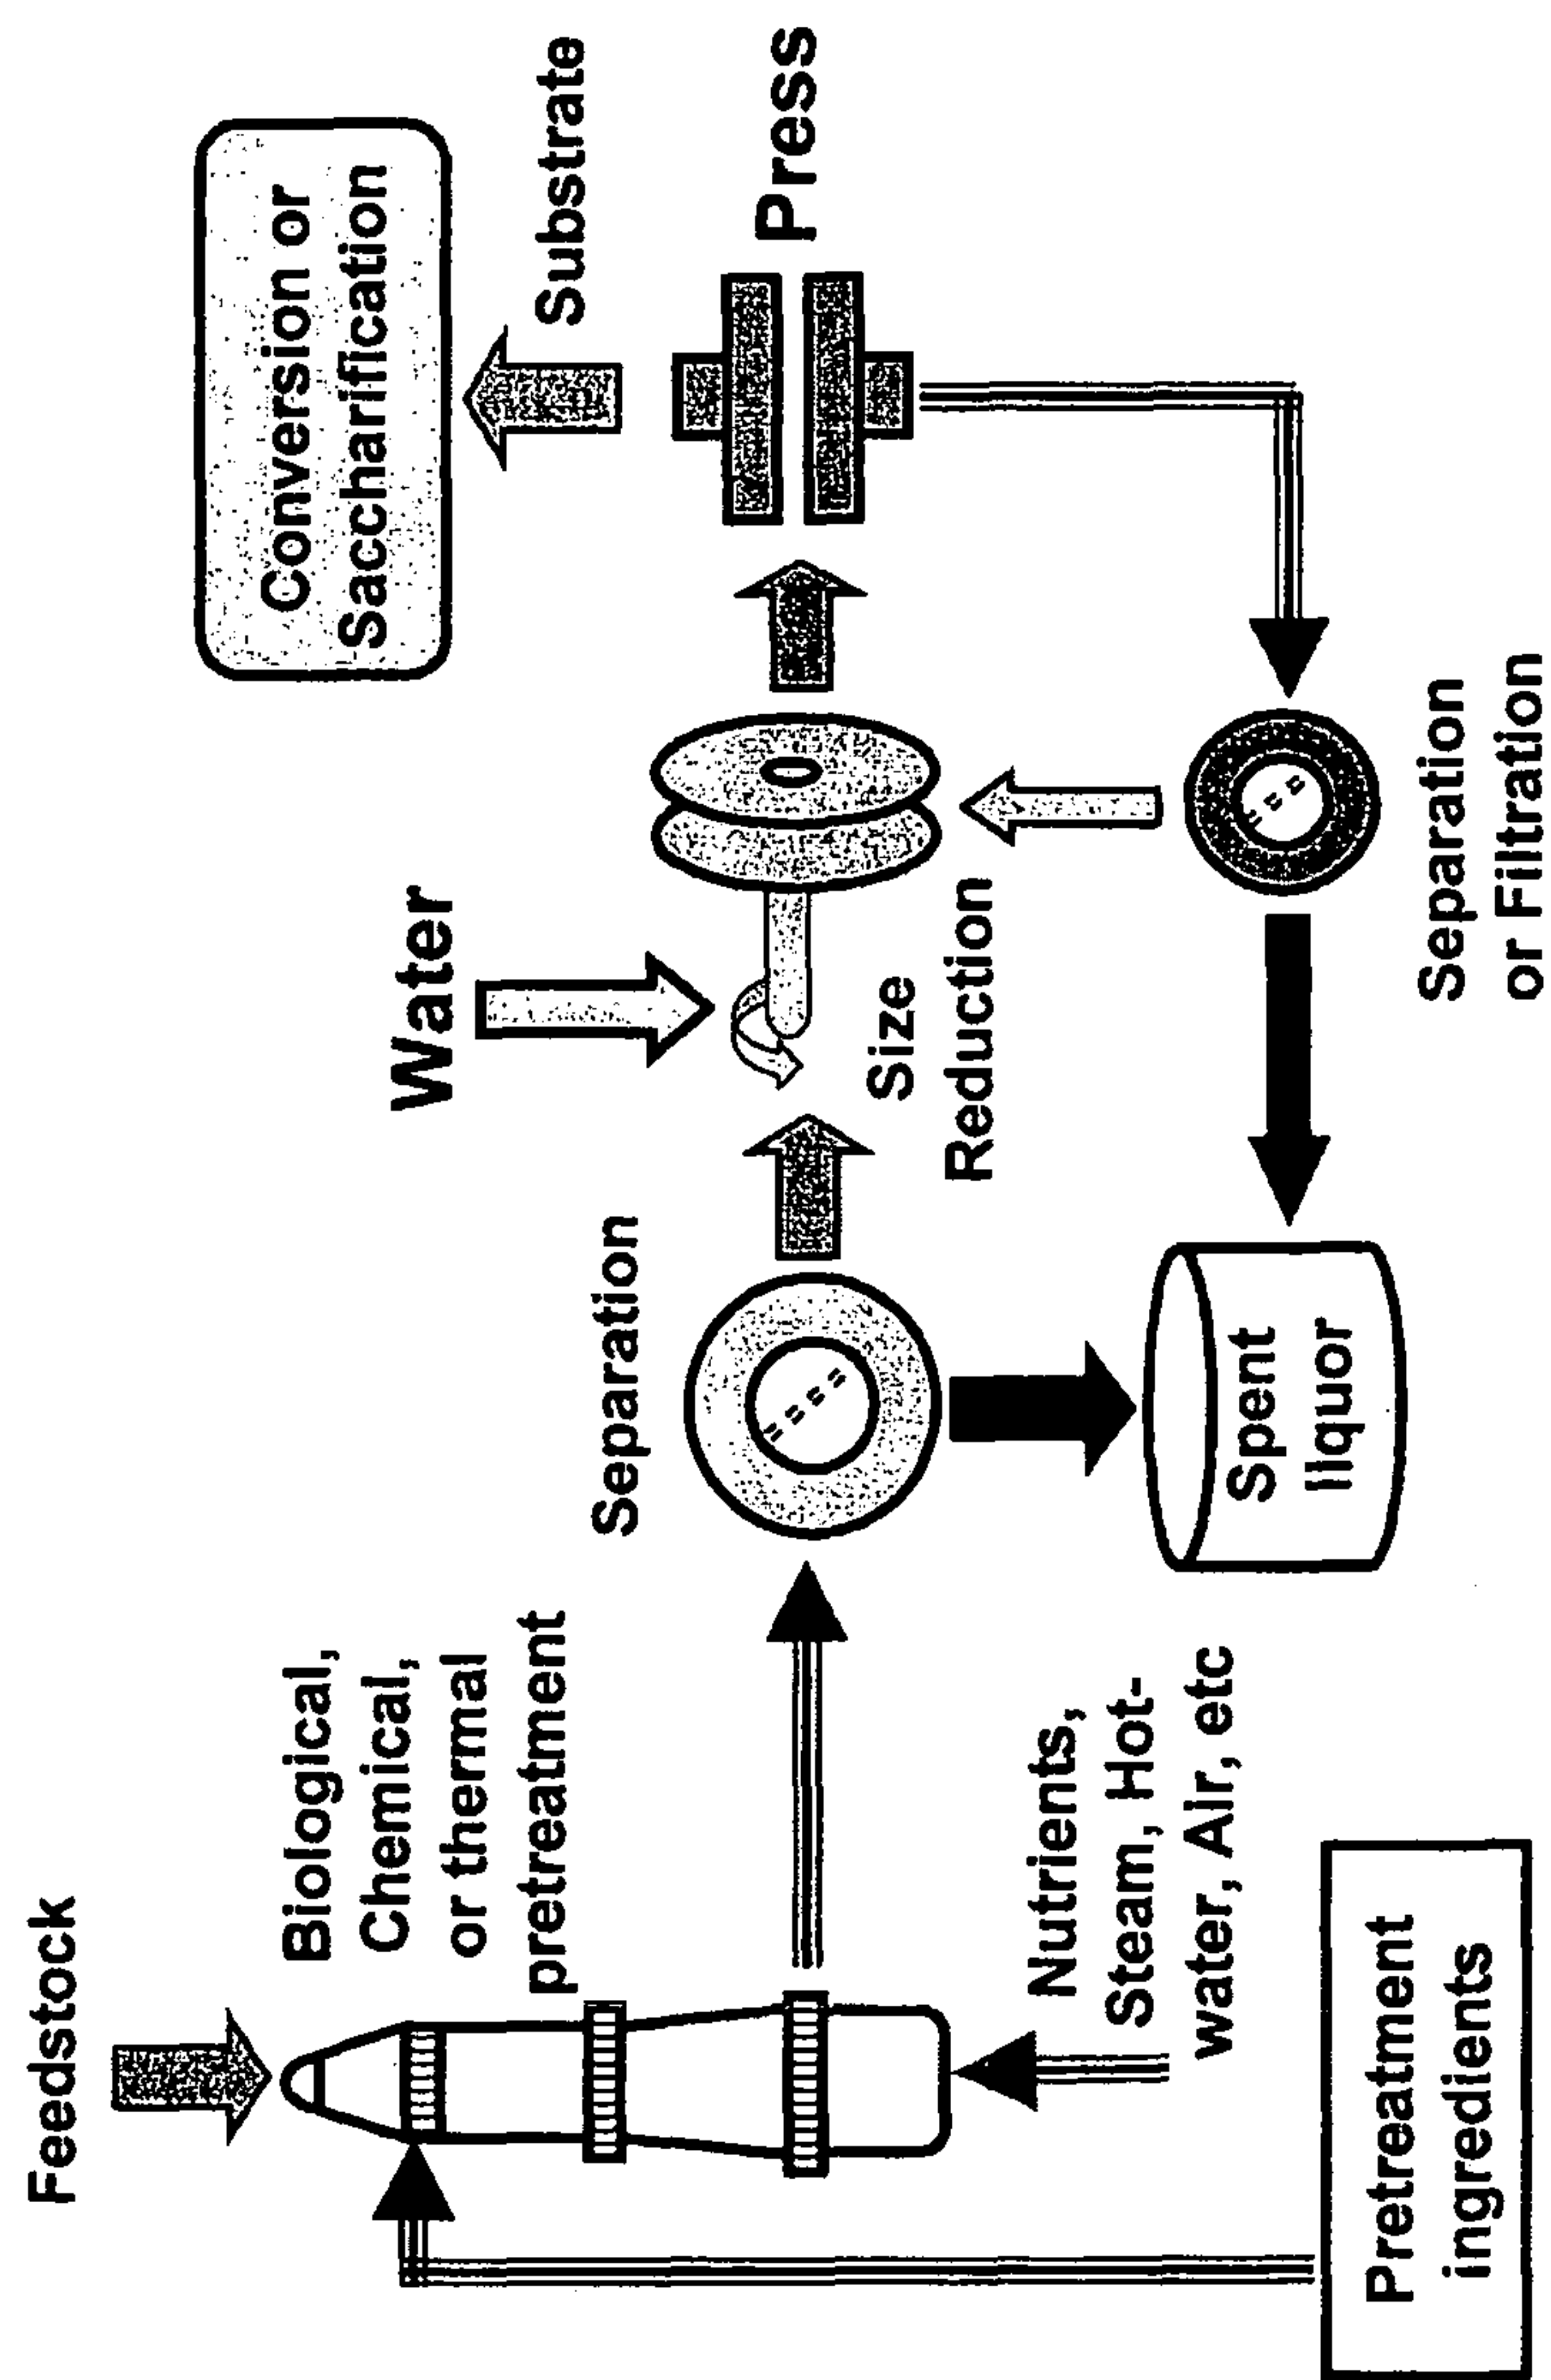 Feedstock
Biological,
Chemical,
or thermal
pretreatment
Nutrients,
Steam, Hot-
water, Air, etc
Pretreatment
ingredients
Separation
Spent
liquor
Water
Size
Reduction
Separation
or Filtration
Press
Substrate
Conversion or
Saccharification